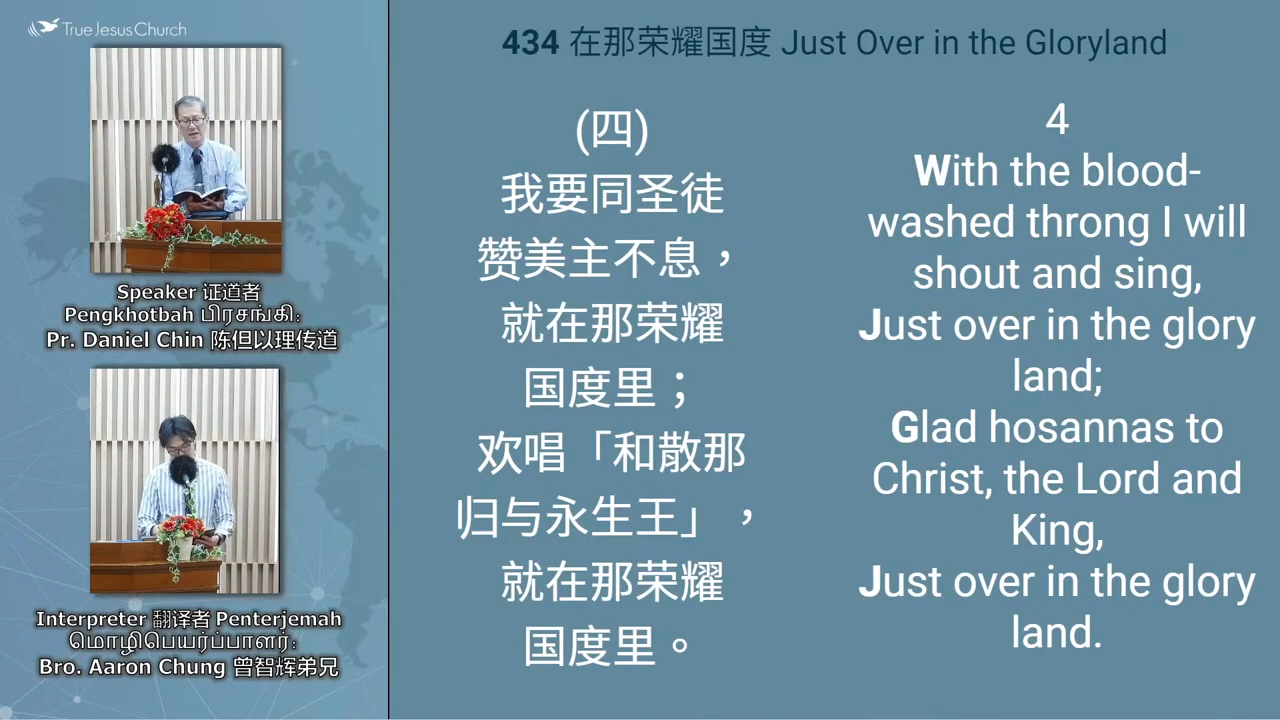 True Jesus Church
Speaker 证道者
Pengkhotbah பிரசங்கி:
Pr. Daniel Chin 陈但以理传道
Interpreter 翻译者 Penterjemah
மொழிபெயர்ப்பாளர்:
Bro. Aaron Chung 曾智辉弟兄
434 在那荣耀国度 Just Over in the Gloryland
(四)
我要同圣徒
赞美主不息，
就在那荣耀
国度里；
欢唱「和散那
归与永生王」，
就在那荣耀
国度里。
4
With the blood-
washed throng I will
shout and sing,
Just over in the glory
land;
Glad hosannas to
Christ, the Lord and
King,
Just over in the glory
land.